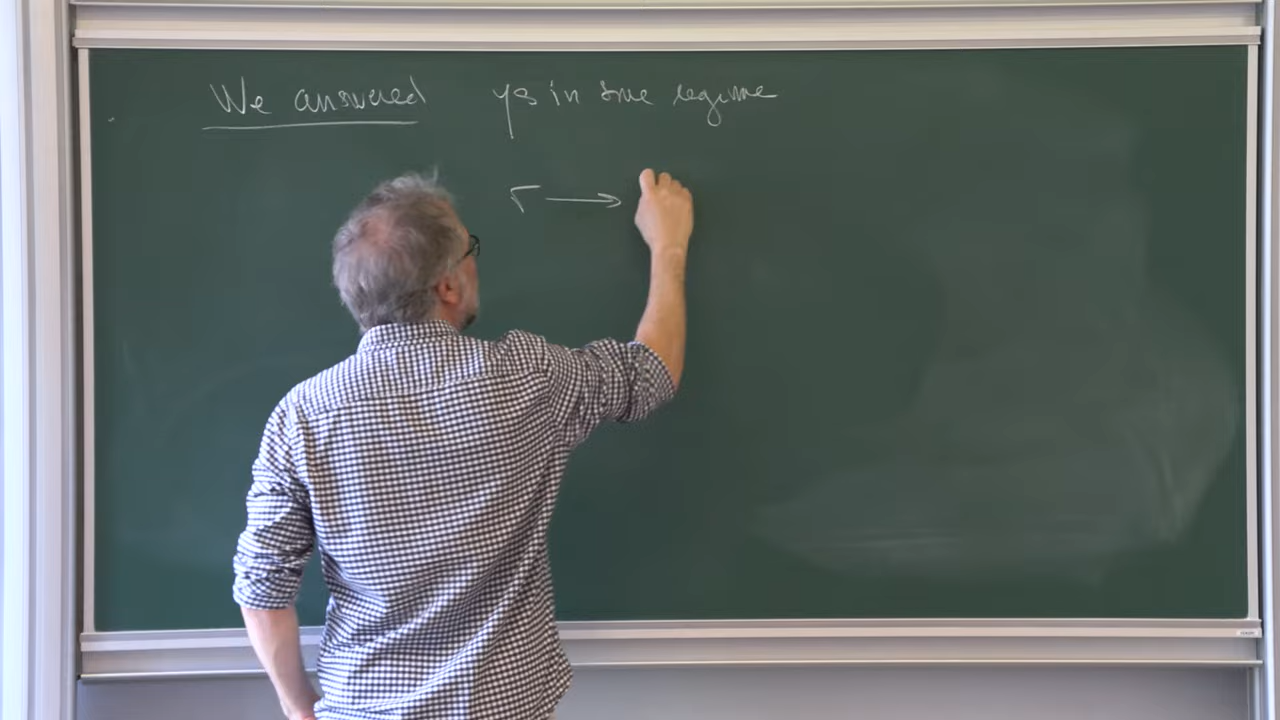 We answered yes in some regime
→